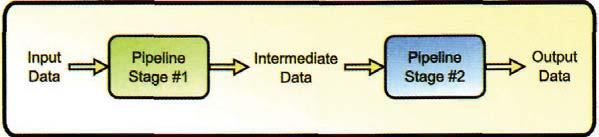 Input
Data
Pipeline
Stage #1
Intermediate
Data
Pipeline
Stage #2
Output
Data